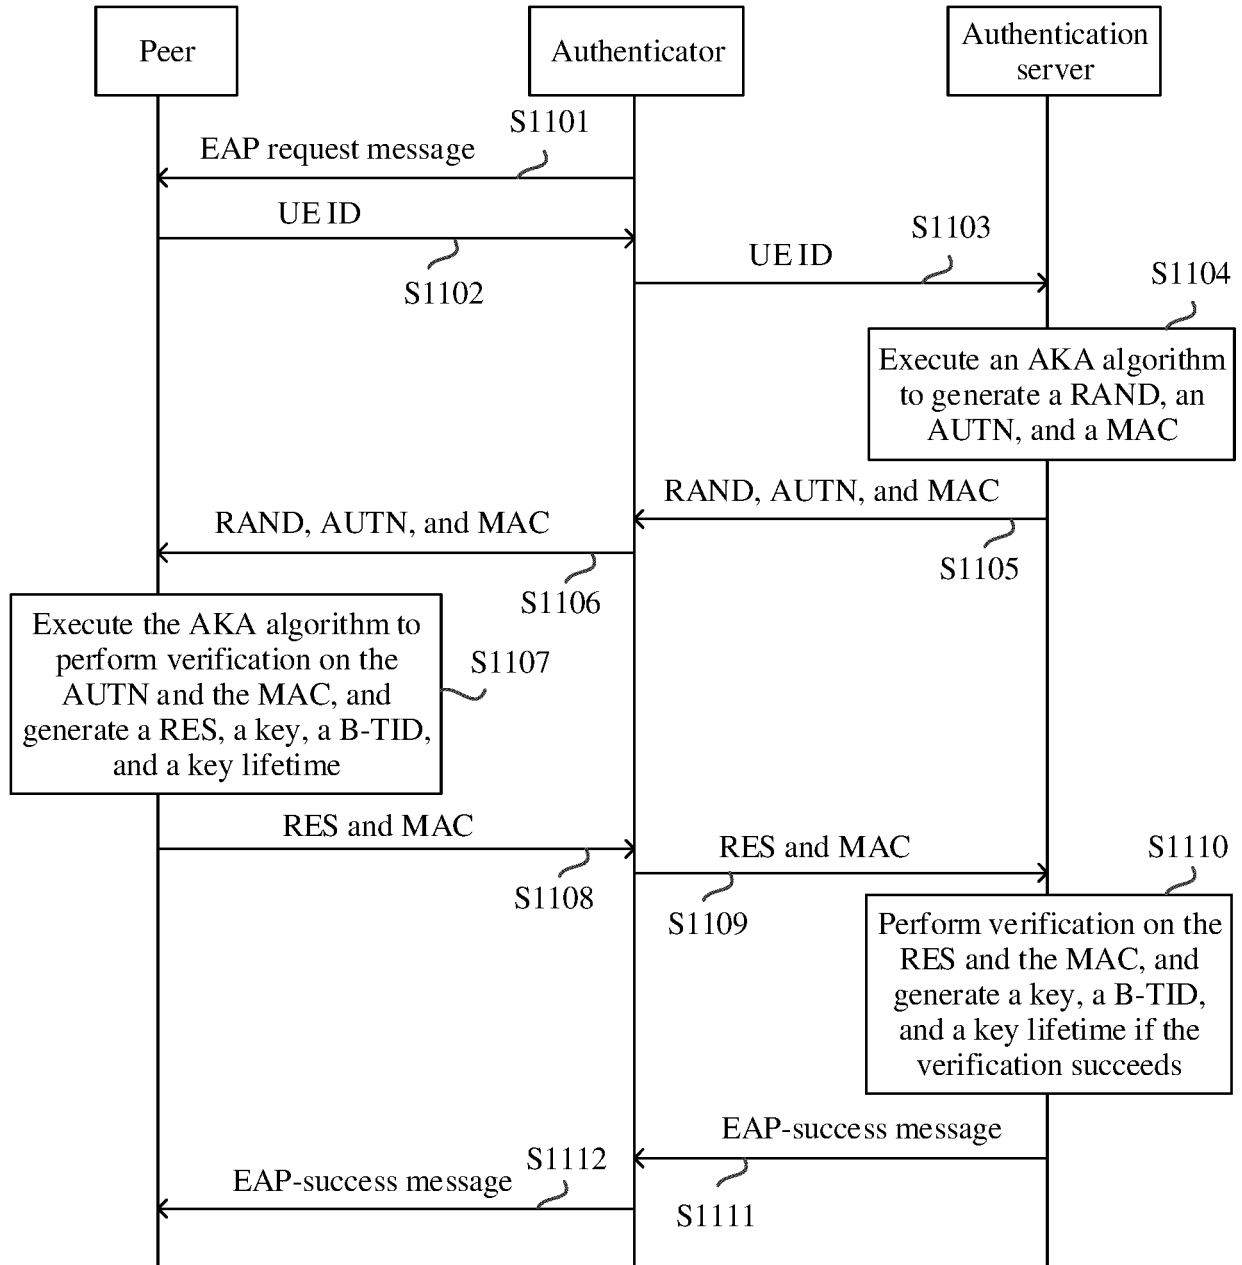 Peer
Authenticator
Authentication
server
S1101
EAP request message
UE ID
S1102
S1103
UE ID
S1104
Execute an AKA algorithm
to generate a RAND, an
AUTN, and a MAC
RAND, AUTN, and MAC
S1105
RAND, AUTN, and MAC
S1106
Execute the AKA algorithm to
perform verification on the
AUTN and the MAC, and
generate a RES, a key, a B-TID,
and a key lifetime
S1107
RES and MAC
S1108
RES and MAC
S1109
S1110
Perform verification on the
RES and the MAC, and
generate a key, a B-TID,
and a key lifetime if the
verification succeeds
EAP-success message
S1111
S1112
EAP-success message